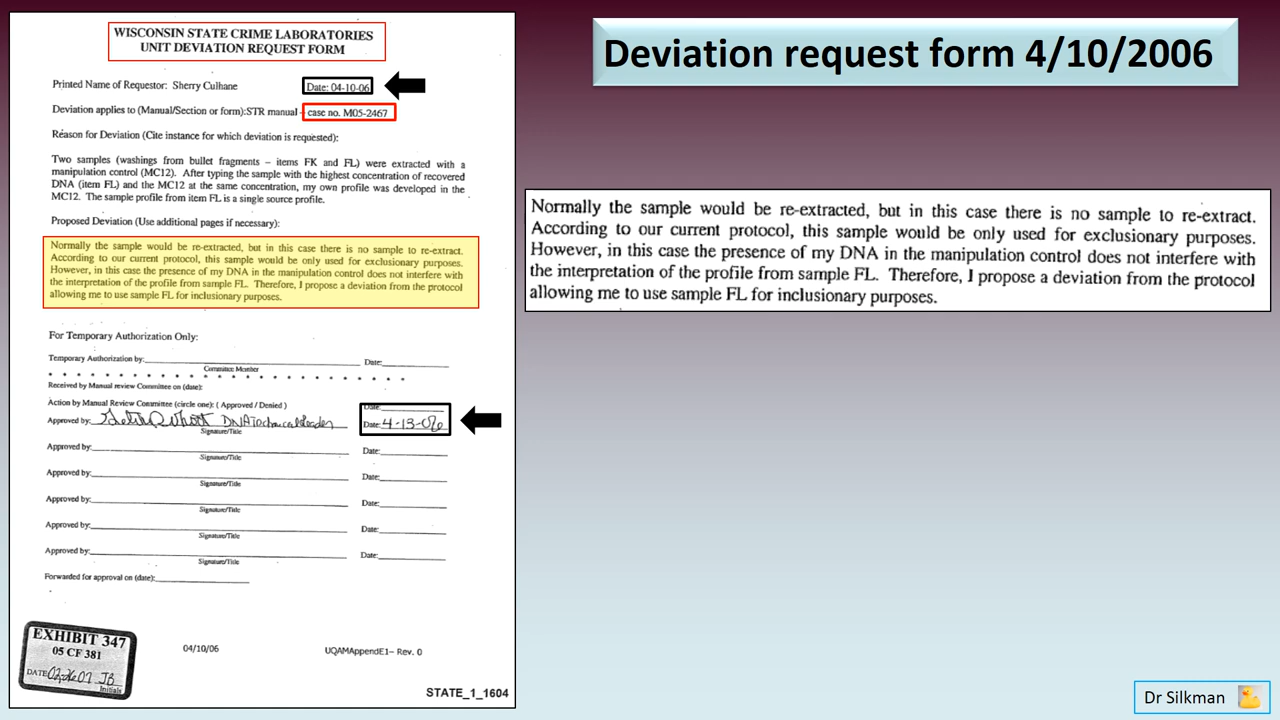 WISCONSIN STATE CRIME LABORATORIES
UNIT DEVIATION REQUEST FORM
Printed Name of Requestor: Sherry Culhane
Date: 04-10-06
Deviation applies to (Manual/Section or form):STR manual - case no. M05-2467
Reason for Deviation (Cite instance for which deviation is requested):
Two samples (washings from bullet fragments – items FK and FL) were extracted with a
manipulation control (MC12). After typing the sample with the highest concentration of recovered
DNA (item FL) and the MC12 at the same concentration, my own profile was developed in the
MC12. The sample profile from item FL is a single source profile.
Proposed Deviation (Use additional pages if necessary):
Normally the sample would be re-extracted, but in this case there is no sample to re-extract.
According to our current protocol, this sample would be only used for exclusionary purposes.
However, in this case the presence of my DNA in the manipulation control does not interfere with
the interpretation of the profile from sample FL. Therefore, I propose a deviation from the protocol
allowing me to use sample FL for inclusionary purposes.
For Temporary Authorization Only:
Temporary Authorization by: Date:
Committee Member
Received by Manual review Committee on (date):
Action by Manual Review Committee (circle one): ( Approved / Denied )
Date:
Approved by: DNA Technical Leader Date: 4-13-06
Signature/Title
Approved by: Date:
Signature/Title
Approved by: Date:
Signature/Title
Approved by: Date:
Signature/Title
Approved by: Date:
Signature/Title
Approved by: Date:
Signature/Title
Forwarded for approval on (date):
EXHIBIT 347
05 CF 381
DATE 02.26.07 JB
Initials
04/10/06
UQAMAppendE1– Rev. 0
STATE_1_1604
Deviation request form 4/10/2006
Normally the sample would be re-extracted, but in this case there is no sample to re-extract.
According to our current protocol, this sample would be only used for exclusionary purposes.
However, in this case the presence of my DNA in the manipulation control does not interfere with
the interpretation of the profile from sample FL. Therefore, I propose a deviation from the protocol
allowing me to use sample FL for inclusionary purposes.
Dr Silkman